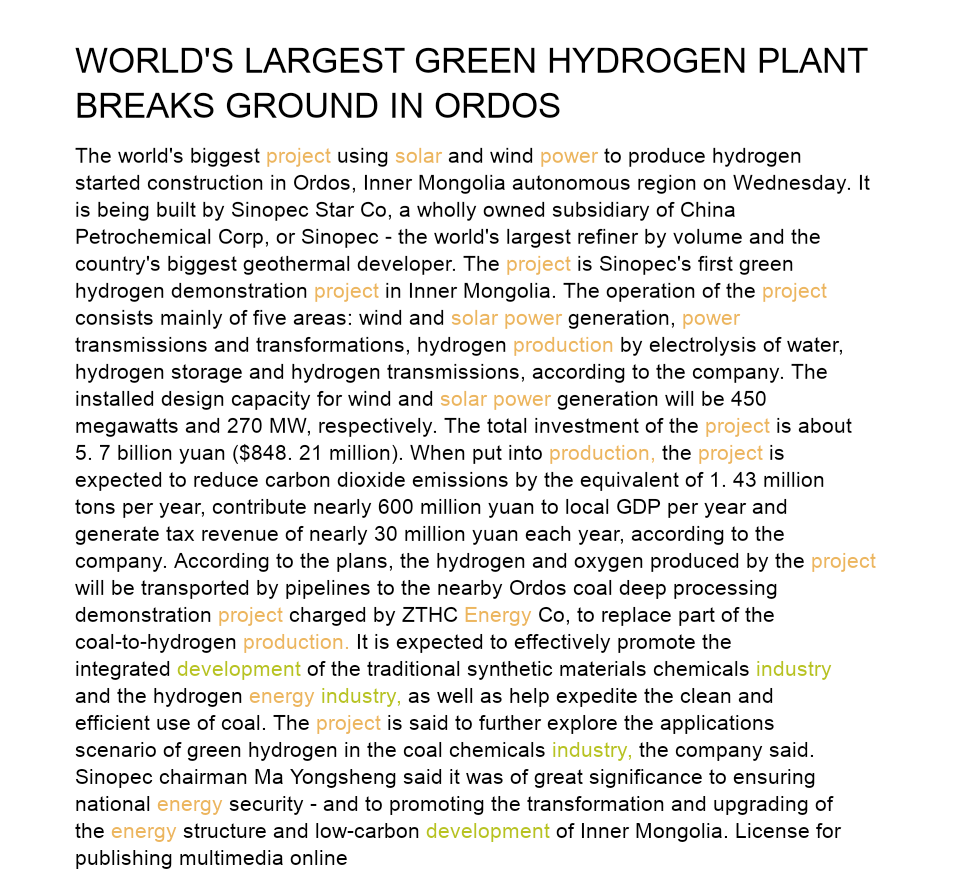 WORLD'S LARGEST GREEN HYDROGEN PLANT
BREAKS GROUND IN ORDOS
The world's biggest project using solar and wind power to produce hydrogen
started construction in Ordos, Inner Mongolia autonomous region on Wednesday. It
is being built by Sinopec Star Co, a wholly owned subsidiary of China
Petrochemical Corp, or Sinopec - the world's largest refiner by volume and the
country's biggest geothermal developer. The project is Sinopec's first green
hydrogen demonstration project in Inner Mongolia. The operation of the project
consists mainly of five areas: wind and solar power generation, power
transmissions and transformations, hydrogen production by electrolysis of water,
hydrogen storage and hydrogen transmissions, according to the company. The
installed design capacity for wind and solar power generation will be 450
megawatts and 270 MW, respectively. The total investment of the project is about
5. 7 billion yuan ($848. 21 million). When put into production, the project is
expected to reduce carbon dioxide emissions by the equivalent of 1. 43 million
tons per year, contribute nearly 600 million yuan to local GDP per year and
generate tax revenue of nearly 30 million yuan each year, according to the
company. According to the plans, the hydrogen and oxygen produced by the project
will be transported by pipelines to the nearby Ordos coal deep processing
demonstration project charged by ZTHC Energy Co, to replace part of the
coal-to-hydrogen production. It is expected to effectively promote the
integrated development of the traditional synthetic materials chemicals industry
and the hydrogen energy industry, as well as help expedite the clean and
efficient use of coal. The project is said to further explore the applications
scenario of green hydrogen in the coal chemicals industry, the company said.
Sinopec chairman Ma Yongsheng said it was of great significance to ensuring
national energy security - and to promoting the transformation and upgrading of
the energy structure and low-carbon development of Inner Mongolia. License for
publishing multimedia online